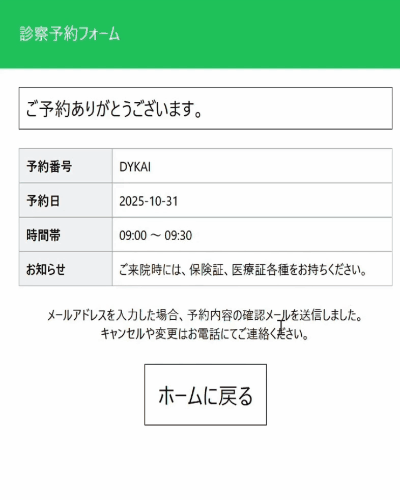 診察予約フォーム
ご予約ありがとうございます。
予約番号 DYKAI
予約日 2025-10-31
時間帯 09:00 ～ 09:30
お知らせ ご来院時には、保険証、医療証各種をお持ちください。
メールアドレスを入力した場合、予約内容の確認メールを送信しました。
キャンセルや変更はお電話にてご連絡ください。
ホームに戻る